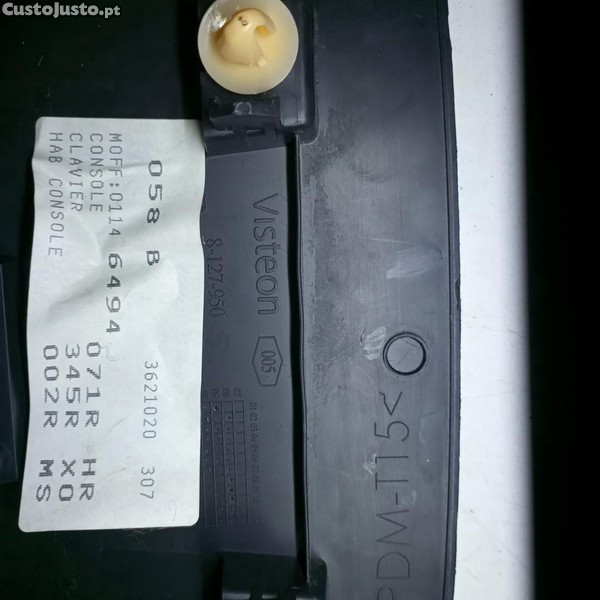 CustoJusto.pt
058 B
3621020 307
MOFF:0114 6494
CONSOLE 071R HR
CLAVIER 345R XO
HAB CONSOLE 002R MS
Visteon
8-127-950
005
PDM-T15<